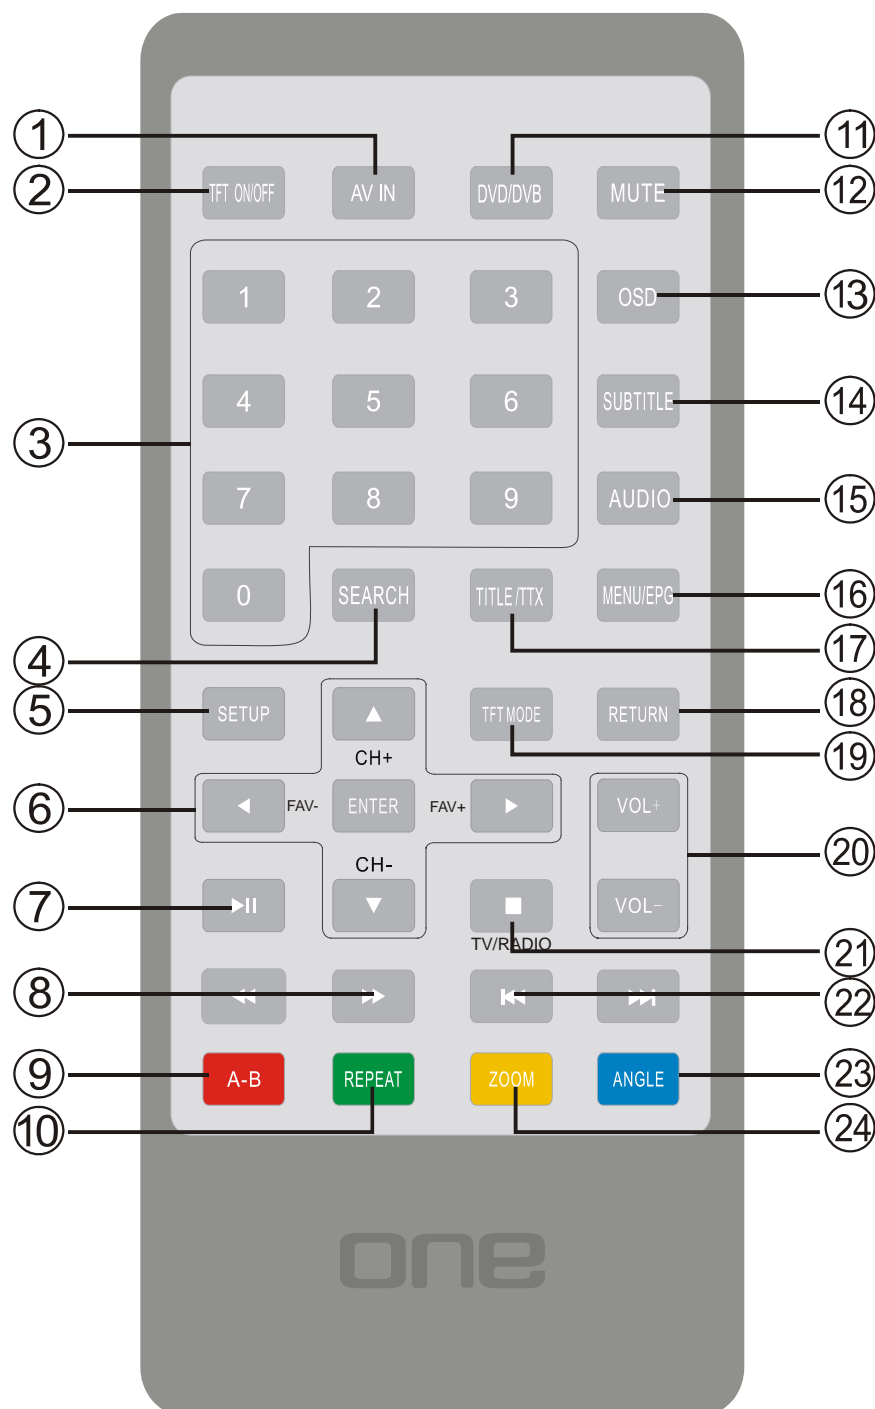 1 11
2 TFT ON/OFF AV IN DVD/DVB MUTE 12
1 2 3 OSD 13
4 5 6 SUBTITLE 14
3
7 8 9 AUDIO 15
0 SEARCH TITLE/TTX MENU/EPG 16
4 17
5 SETUP TFT MODE RETURN 18
CH+ 19
6 FAV- ENTER FAV+ VOL+
CH- 20
7 VOL-
TV/RADIO 21
8 22
9 A-B REPEAT ZOOM ANGLE 23
10 24
one